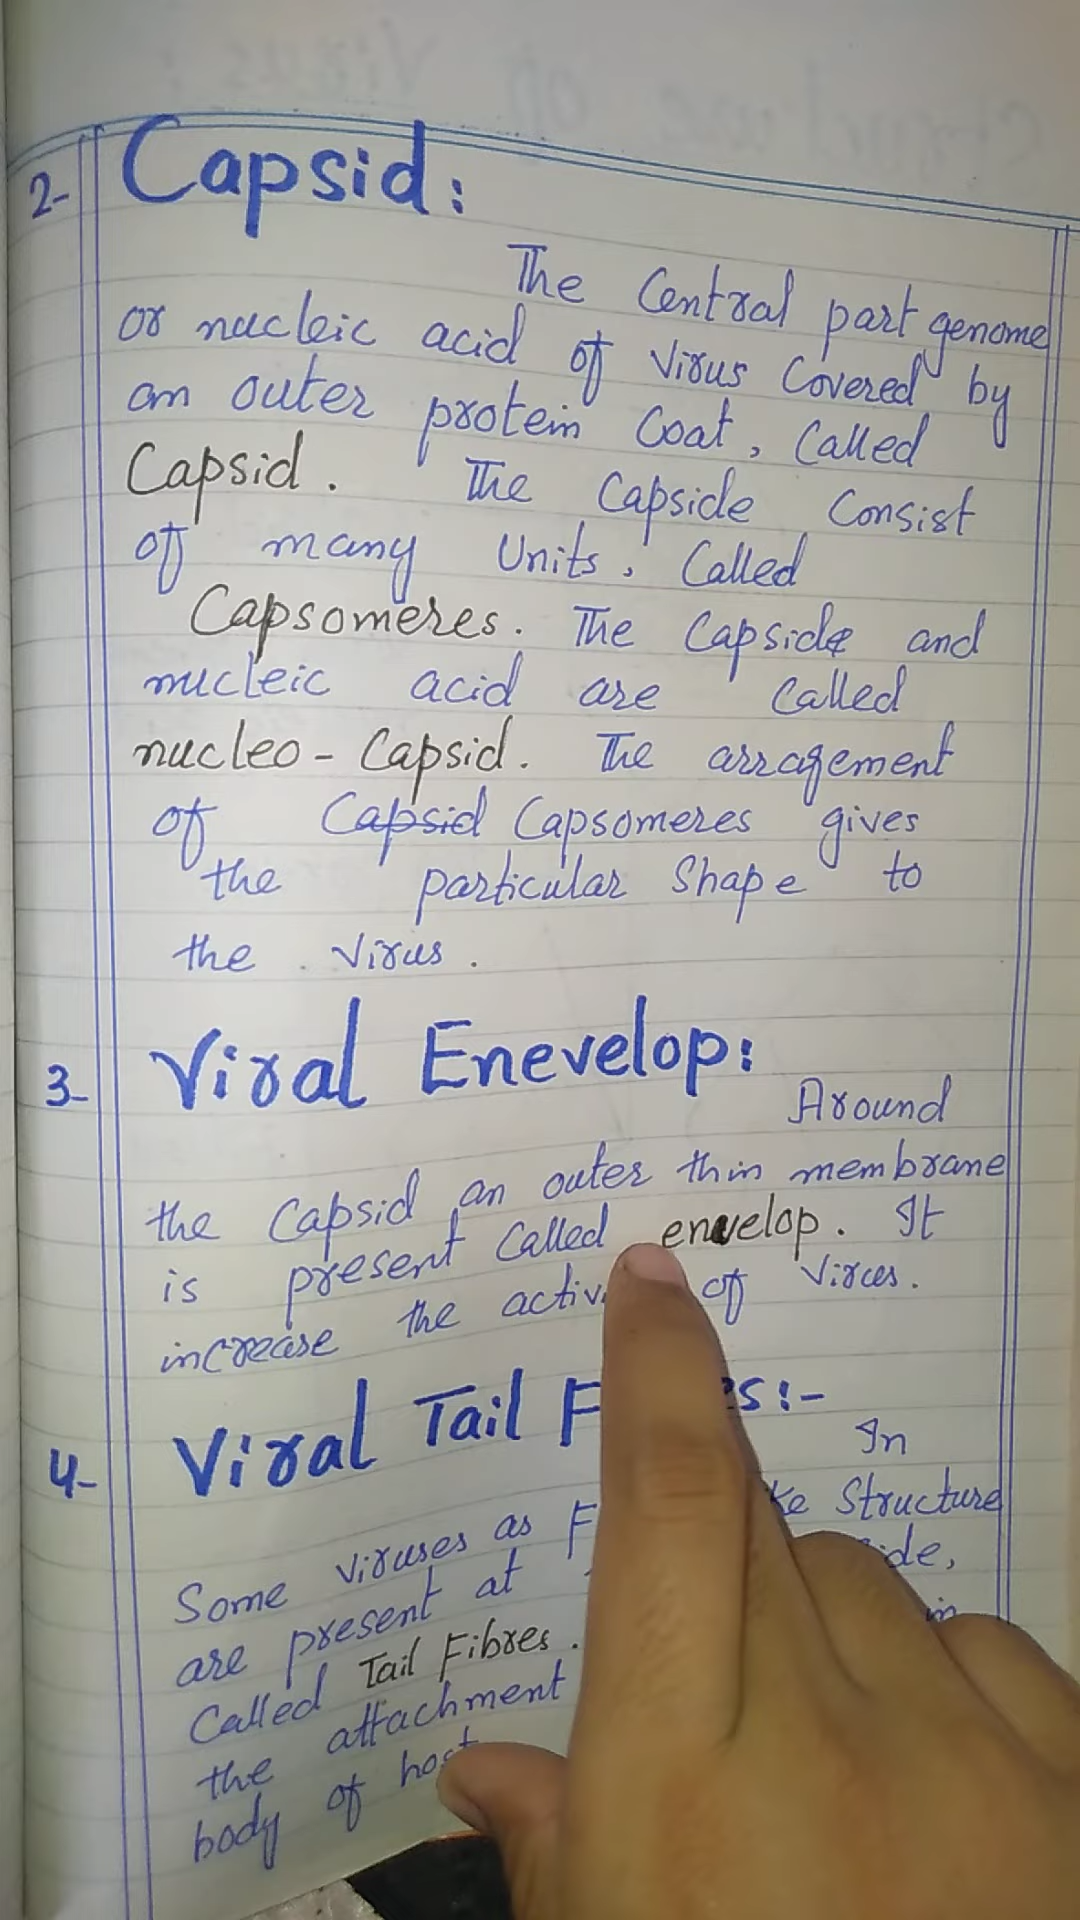 2- Capsid:
The Central part genome
or nucleic acid of virus Covered by
an outer protein Coat, Called
Capsid. The Capside Consist
of many Units, Called
Capsomeres. The Capside and
nucleic acid are Called
nucleo-Capsid. The arragement
of Capsid Capsomeres gives
the particular Shape to
the virus.
3- Viral Enevelop:
Around
the Capsid an outer thin membrane
is present Called envelop. It
increase the of virus.
4- Viral Tail
In
Some viruses as Structure
are present at
Called Tail Fibres. in
the attachment
body of host